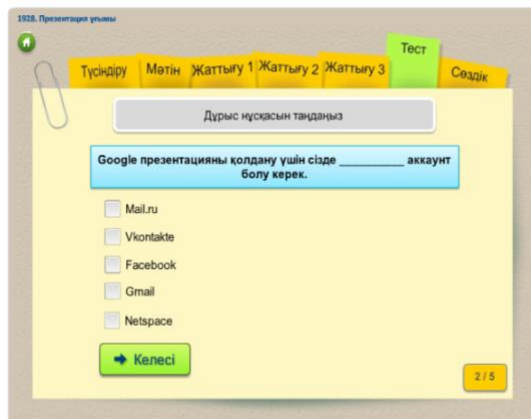 1928. Презентация ұғымы
Түсіндіру
Мәтін
Жаттығу 1
Жаттығу 2
Жаттығу 3
Тест
Сөздік
Дұрыс нұсқасын таңдаңыз
Google презентацияны қолдану үшін сізде __________ аккаунт
болу керек.
Mail.ru
Vkontakte
Facebook
Gmail
Netspace
Келесі
2 / 5